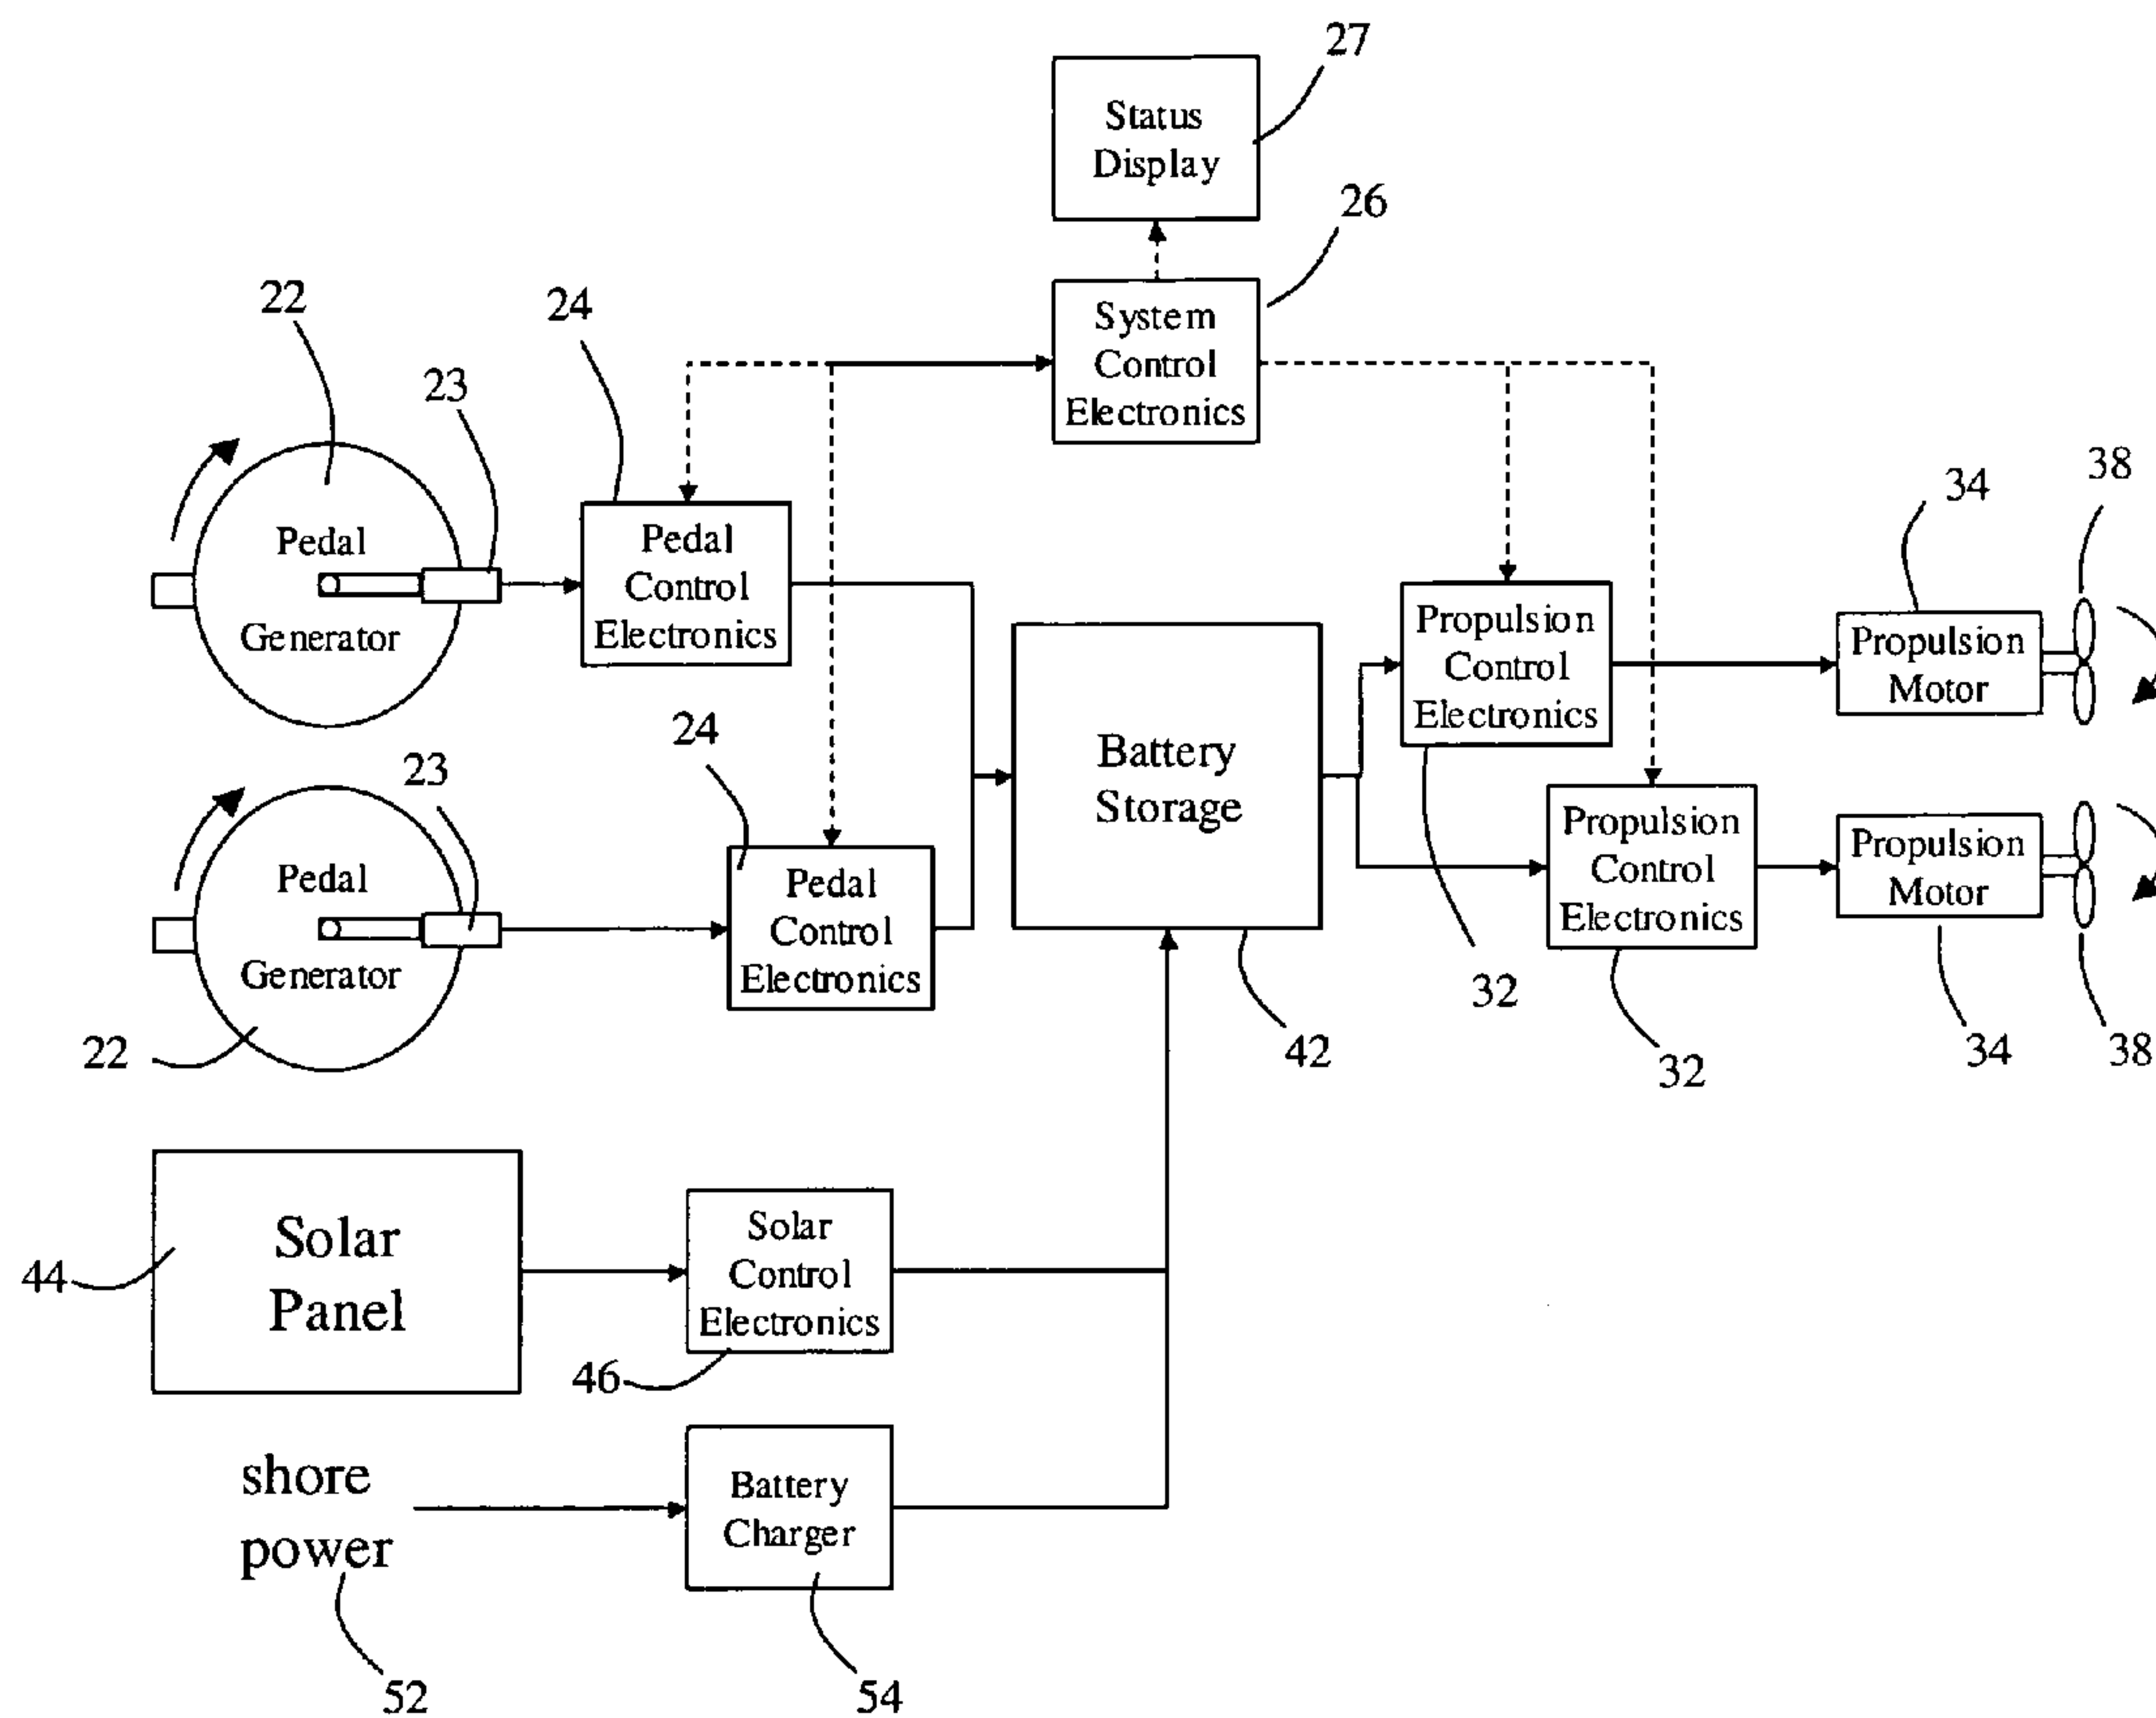 27
Status
Display
26
System
Control
Electronics
22
24
23
Pedal
Generator
Pedal
Control
Electronics
23
24
Pedal
Generator
22
Pedal
Control
Electronics
Battery
Storage
42
Propulsion
Control
Electronics
32
34
Propulsion
Motor
38
Propulsion
Control
Electronics
32
Propulsion
Motor
34
38
44
Solar
Panel
Solar
Control
Electronics
46
shore
power
52
Battery
Charger
54